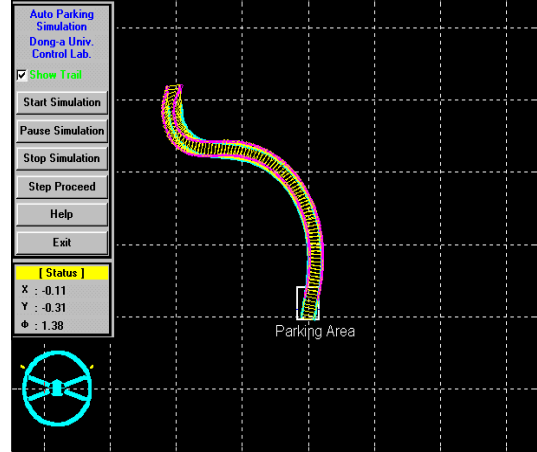 Auto Parking
Simulation
Dong-a Univ.
Control Lab.
Show Trail
Start Simulation
Pause Simulation
Stop Simulation
Step Proceed
Help
Exit
[ Status ]
X : -0.11
Y : -0.31
Φ : 1.38
Parking Area